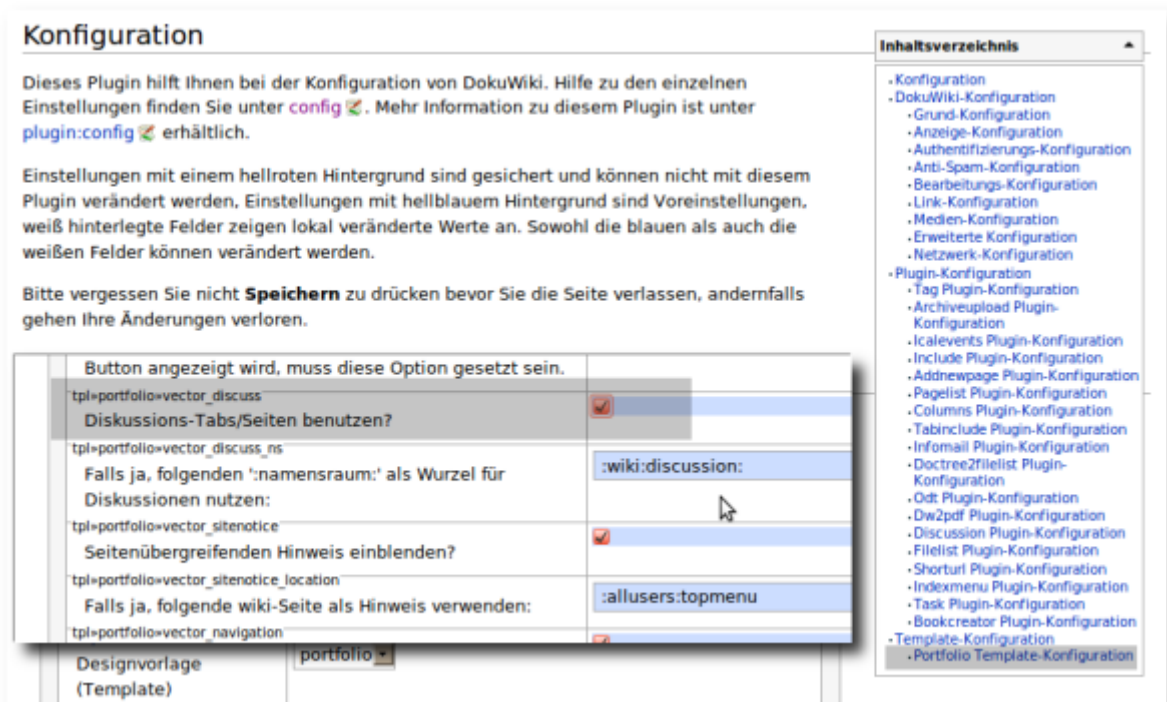 Konfiguration
Dieses Plugin hilft Ihnen bei der Konfiguration von DokuWiki. Hilfe zu den einzelnen
Einstellungen finden Sie unter config. Mehr Information zu diesem Plugin ist unter
plugin:config erhältlich.
Einstellungen mit einem hellroten Hintergrund sind gesichert und können nicht mit diesem
Plugin verändert werden, Einstellungen mit hellblauem Hintergrund sind Voreinstellungen,
weiß hinterlegte Felder zeigen lokal veränderte Werte an. Sowohl die blauen als auch die
weißen Felder können verändert werden.
Bitte vergessen Sie nicht Speichern zu drücken bevor Sie die Seite verlassen, andernfalls
gehen Ihre Änderungen verloren.
Button angezeigt wird, muss diese Option gesetzt sein.
tpl»portfolio»vector_discuss
Diskussions-Tabs/Seiten benutzen?
tpl»portfolio»vector_discuss_ns
Falls ja, folgenden ':namensraum:' als Wurzel für
Diskussionen nutzen:
:wiki:discussion:
tpl»portfolio»vector_sitenotice
Seitenübergreifenden Hinweis einblenden?
tpl»portfolio»vector_sitenotice_location
Falls ja, folgende wiki-Seite als Hinweis verwenden:
:allusers:topmenu
tpl»portfolio»vector_navigation
Designvorlage
(Template)
portfolio
Inhaltsverzeichnis
Konfiguration
DokuWiki-Konfiguration
Grund-Konfiguration
Anzeige-Konfiguration
Authentifizierungs-Konfiguration
Anti-Spam-Konfiguration
Bearbeitungs-Konfiguration
Link-Konfiguration
Medien-Konfiguration
Erweiterte Konfiguration
Netzwerk-Konfiguration
Plugin-Konfiguration
Tag Plugin-Konfiguration
Archiveupload Plugin-
Konfiguration
Icalevents Plugin-Konfiguration
Include Plugin-Konfiguration
Addnewpage Plugin-Konfiguration
Pagelist Plugin-Konfiguration
Columns Plugin-Konfiguration
Tabinclude Plugin-Konfiguration
Infomail Plugin-Konfiguration
Doctree2filelist Plugin-
Konfiguration
Odt Plugin-Konfiguration
Dw2pdf Plugin-Konfiguration
Discussion Plugin-Konfiguration
Filelist Plugin-Konfiguration
Shorturl Plugin-Konfiguration
Indexmenu Plugin-Konfiguration
Task Plugin-Konfiguration
Bookcreator Plugin-Konfiguration
Template-Konfiguration
Portfolio Template-Konfiguration